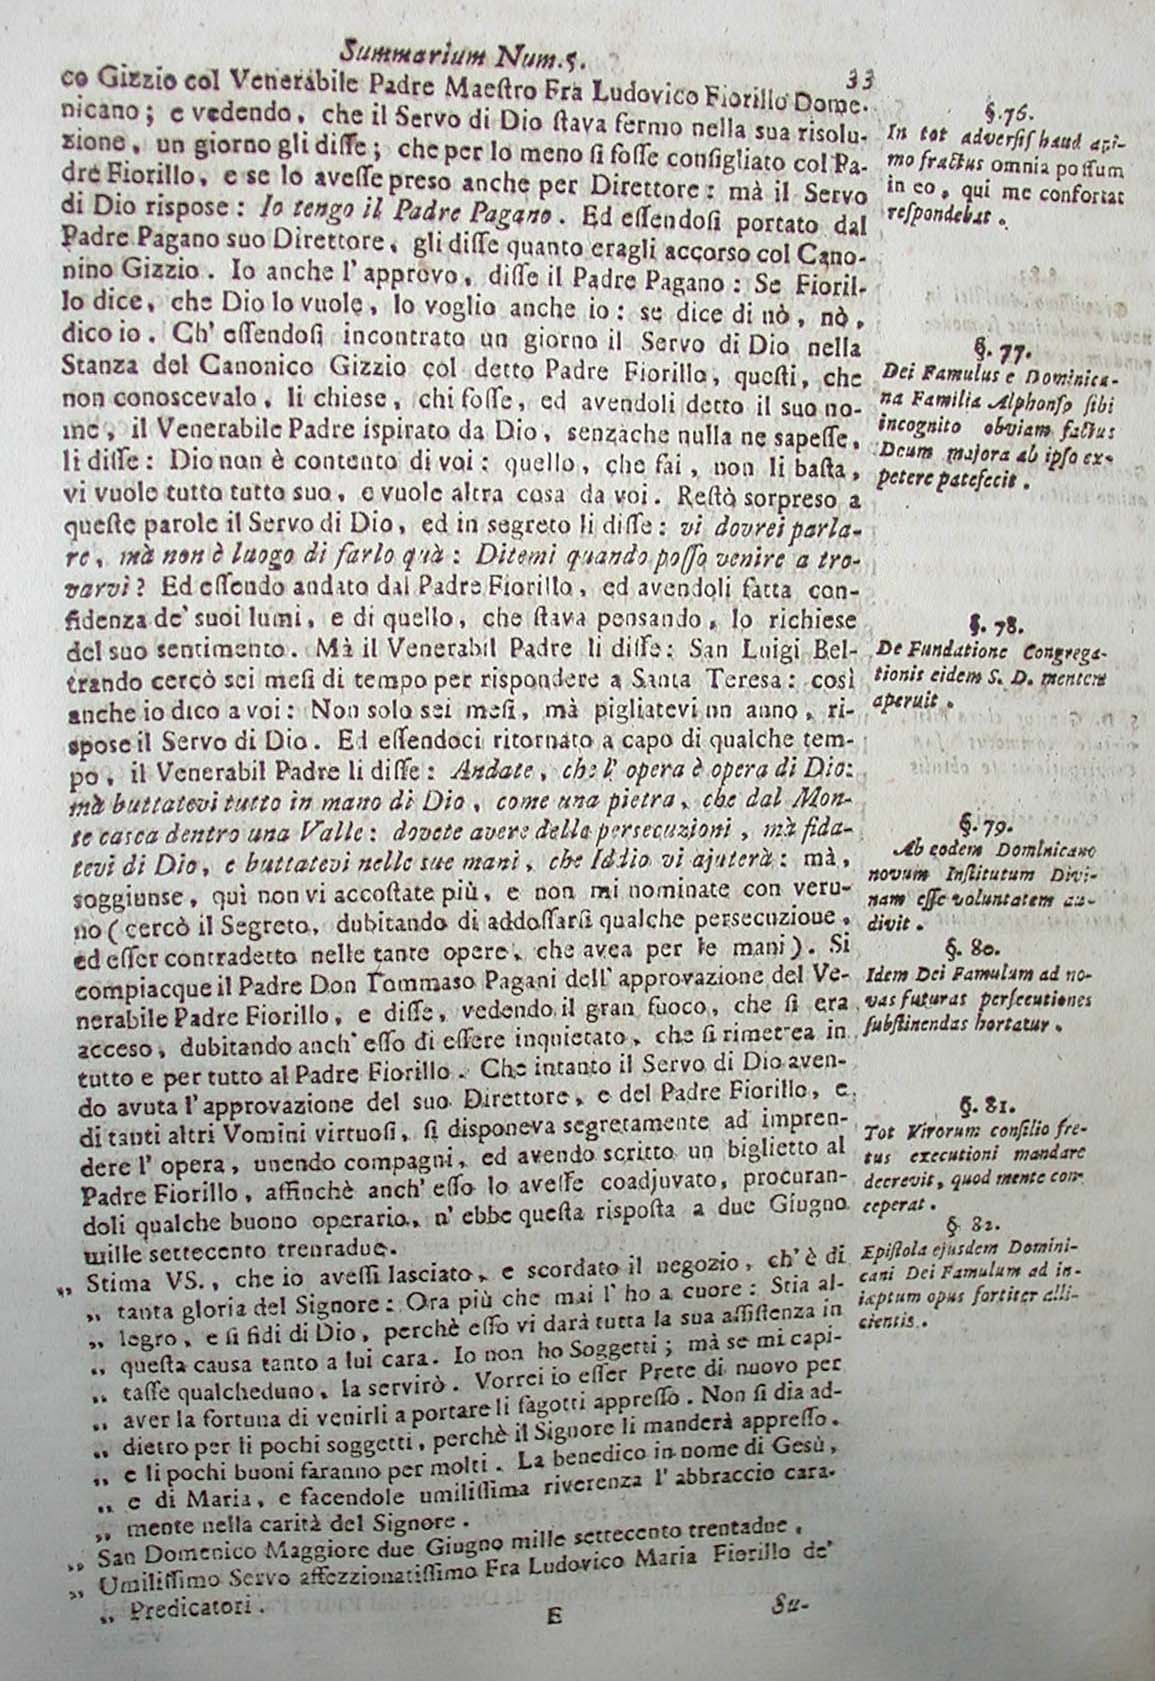 Summarium Num.5.
33
co Gizzio col Venerabile Padre Maeſtro Fra Ludovico Fiorillo Dome-
nicano; e vedendo, che il Servo di Dio ſtava fermo nella sua risolu-
zione, un giorno gli diſſe; che per lo meno ſi foſſe conſigliato col Pa-
dre Fiorillo, e se lo aveſſe preso anche per Direttore: mà il Servo
di Dio rispose: Io tengo il Padre Pagano. Ed eſſendoſi portato dal
Padre Pagano suo Direttore, gli diſſe quanto eragli accorso col Cano-
nino Gizzio. Io anche l'approvo, diſſe il Padre Pagano: Se Fioril-
lo dice, che Dio lo vuole, lo voglio anche io: se dice di nò, nò,
dico io. Ch' eſſendoſi incontrato un giorno il Servo di Dio nella
Stanza del Canonico Gizzio col detto Padre Fiorillo, queſti, che
non conoscevalo, li chiese, chi foſſe, ed avendoli detto il suo no-
me, il Venerabile Padre ispirato da Dio, senzache nulla ne sapeſſe,
li diſſe: Dio non è contento di voi: quello, che fai, non li baſta,
vi vuole tutto tutto suo, e vuole altra cosa da voi. Reſtò sorpreso a
queſte parole il Servo di Dio, ed in segreto li diſſe: vi dovrei parla-
re, mà non è luogo di farlo quà: Ditemi quando poſſo venire a tro-
varvi? Ed eſſendo andato dal Padre Fiorillo, ed avendoli fatta con-
fidenza de' suoi lumi, e di quello, che ſtava pensando, lo richiese
del suo sentimento. Mà il Venerabil Padre li diſſe: San Luigi Bel-
trando cercò sei meſi di tempo per rispondere a Santa Teresa: così
anche io dico a voi: Non solo sei meſi, mà pigliatevi un anno, ri-
spose il Servo di Dio. Ed eſſendoci ritornato a capo di qualche tem-
po, il Venerabil Padre li diſſe: Andate, che l' opera è opera di Dio:
mà buttatevi tutto in mano di Dio, come una pietra, che dal Mon-
te casca dentro una Valle: dovete avere delle persecuzioni, mà fida-
tevi di Dio, e buttatevi nelle sue mani, che Iddio vi ajuterà: mà,
soggiunse, quì non vi accoſtate più, e non mi nominate con veru-
no (cercò il Segreto, dubitando di addoſſarſi qualche persecuzione,
ed eſſer contradetto nelle tante opere, che avea per le mani). Si
compiacque il Padre Don Tommaso Pagani dell' approvazione del Ve-
nerabile Padre Fiorillo, e diſſe, vedendo il gran fuoco, che ſi era
acceso, dubitando anch' eſſo di eſſere inquietato, che ſi rimettea in
tutto e per tutto al Padre Fiorillo. Che intanto il Servo di Dio aven-
do avuta l'approvazione del suo Direttore, e del Padre Fiorillo, e
di tanti altri Vomini virtuoſi, ſi disponeva segretamente ad impren-
dere l' opera, unendo compagni, ed avendo scritto un biglietto al
Padre Fiorillo, affinchè anch' eſſo lo aveſſe coadjuvato, procuran-
doli qualche buono operario, n' ebbe queſta risposta a due Giugno
mille settecento trentadue.
„ Stima VS., che io aveſſi lasciato, e scordato il negozio, ch' è di
„ tanta gloria del Signore: Ora più che mai l' ho a cuore: Stia al-
„ legro, e ſi fidi di Dio, perchè eſſo vi darà tutta la sua aſſiſtenza in
„ queſta causa tanto a lui cara. Io non ho Soggetti; mà se mi capi-
„ taſſe qualcheduno, la servirò. Vorrei io eſſer Prete di nuovo per
„ aver la fortuna di venirli a portare li fagotti appreſſo. Non ſi dia ad-
„ dietro per li pochi soggetti, perchè il Signore li manderà appreſſo,
„ e li pochi buoni faranno per molti. La benedico in nome di Gesù,
„ e di Maria, e facendole umiliſſima riverenza l' abbraccio cara-
„ mente nella carità del Signore.
„ San Domenico Maggiore due Giugno mille settecento trentadue,
„ Umiliſſimo Servo affezzionatiſſimo Fra Ludovico Maria Fiorillo de'
„ Predicatori.
E
Su-
§.76.
In tot adverſis haud ani-
mo fractus omnia poſſum
in eo, qui me confortat
reſpondebat.
§. 77.
Dei Famulus e Dominica-
na Familia Alphonſo ſibi
incognito obviam factus
Deum majora ab ipſo ex-
petere patefecit.
§. 78.
De Fundatione Congrega-
tionis eidem S. D. mentem
aperuit.
§. 79.
Ab eodem Dominicano
novum Inſtitutum Divi-
nam eſſe voluntatem au-
divit.
§. 80.
Idem Dei Famulum ad no-
vas futuras perſecutiones
ſubſtinendas hortatur.
§. 81.
Tot Virorum conſilio fre-
tus executioni mandare
decrevit, quod mente con-
ceperat.
§. 82.
Epiſtola ejusdem Domini-
cani Dei Famulum ad in-
cæptum opus fortiter alli-
cientis.